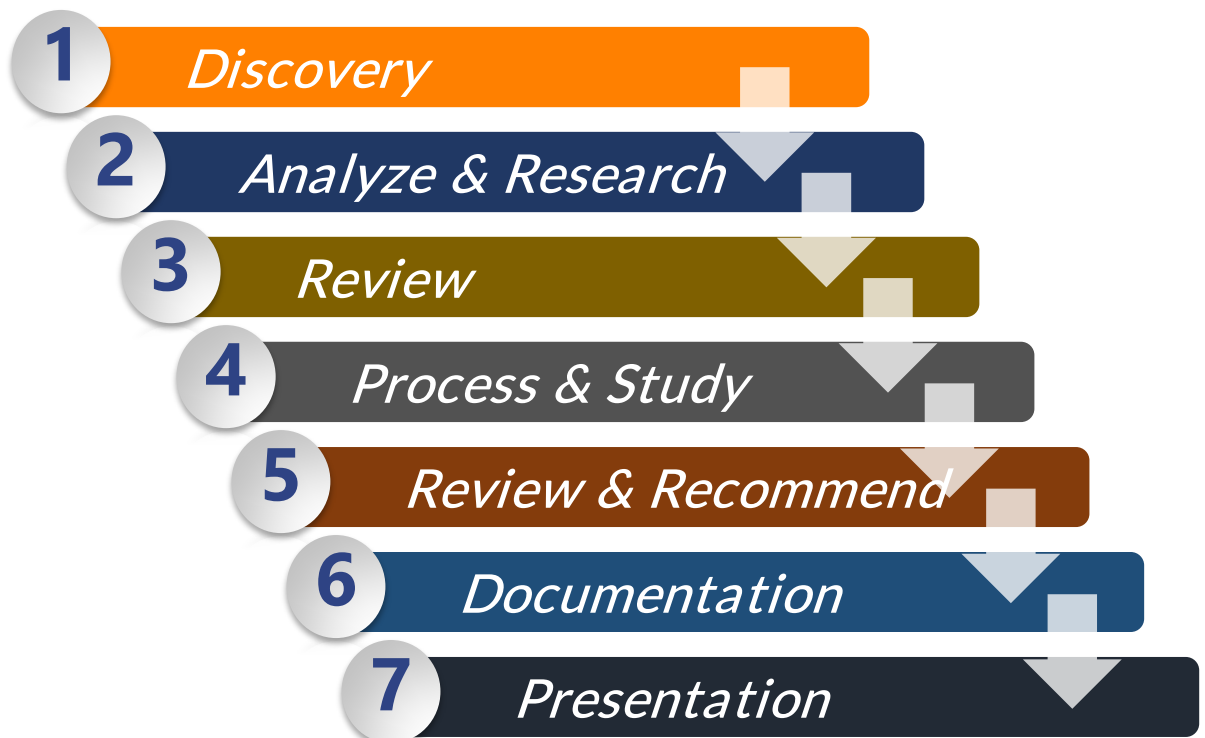 1 Discovery
2 Analyze & Research
3 Review
4 Process & Study
5 Review & Recommend
6 Documentation
7 Presentation